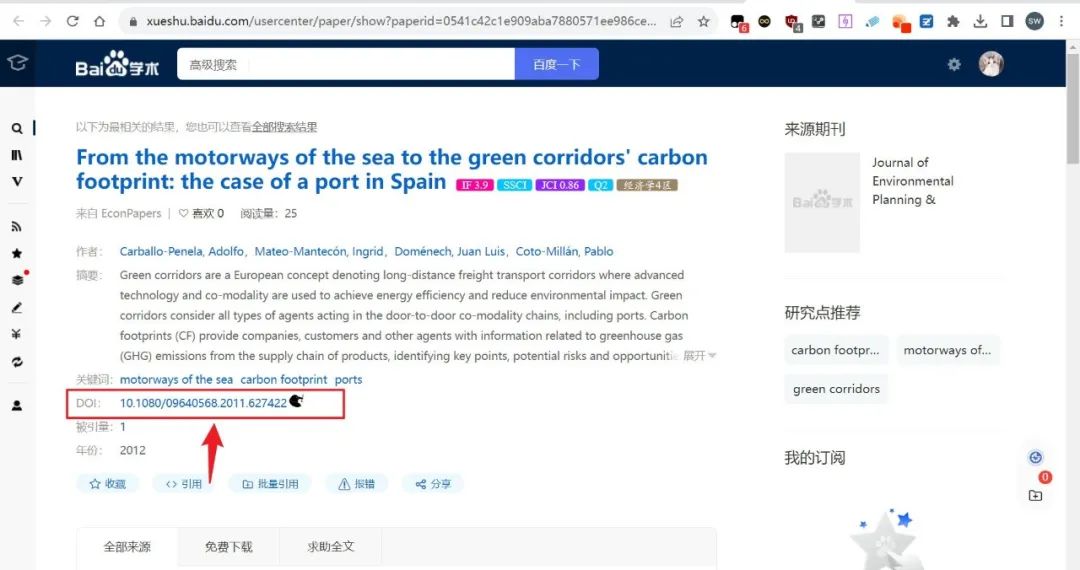 xueshu.baidu.com/usercenter/paper/show?paperid=0541c42c1e909aba7880571ee986ce...
6
4
SW
Bai du 学术
高级搜索
百度一下
以下为最相关的结果，您也可以查看全部搜索结果
From the motorways of the sea to the green corridors' carbon
footprint: the case of a port in Spain IF 3.9 SSCI JCI 0.86 Q2 经济学4区
来自 EconPapers | 喜欢 0 阅读量： 25
作者： Carballo-Penela, Adolfo， Mateo-Mantecón, Ingrid， Doménech, Juan Luis， Coto-Millán, Pablo
摘要： Green corridors are a European concept denoting long-distance freight transport corridors where advanced
technology and co-modality are used to achieve energy efficiency and reduce environmental impact. Green
corridors consider all types of agents acting in the door-to-door co-modality chains, including ports. Carbon
footprints (CF) provide companies, customers and other agents with information related to greenhouse gas
(GHG) emissions from the supply chain of products, identifying key points, potential risks and opportunitie 展开
关键词： motorways of the sea carbon footprint ports
DOI： 10.1080/09640568.2011.627422
被引量： 1
年份： 2012
收藏 <> 引用 批量引用 报错 分享
全部来源 免费下载 求助全文
来源期刊
Bai du 学术
Journal of
Environmental
Planning &
研究点推荐
carbon footpr... motorways of...
green corridors
我的订阅
0